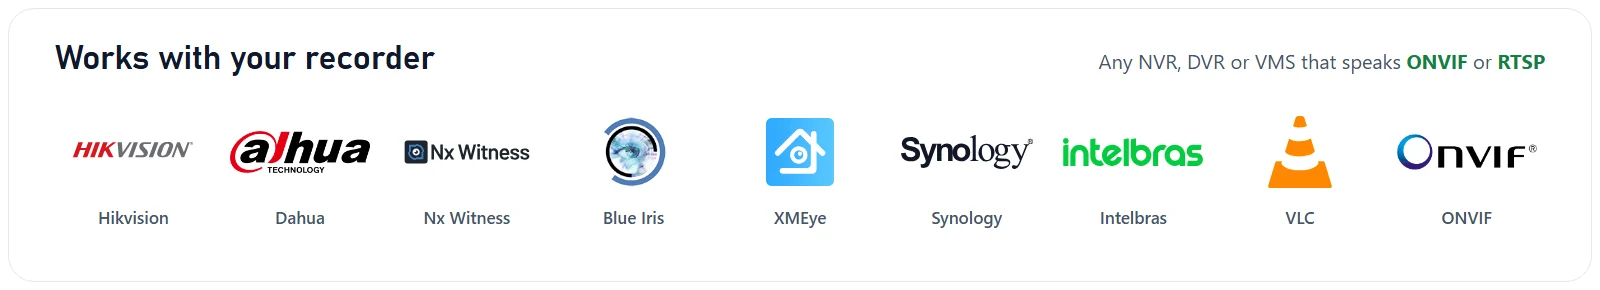 Works with your recorder
Any NVR, DVR or VMS that speaks ONVIF or RTSP
HIKVISION®
alhua TECHNOLOGY
Nx Witness
Synology®
intelbras
ONVIF®
Hikvision
Dahua
Nx Witness
Blue Iris
XMEye
Synology
Intelbras
VLC
ONVIF